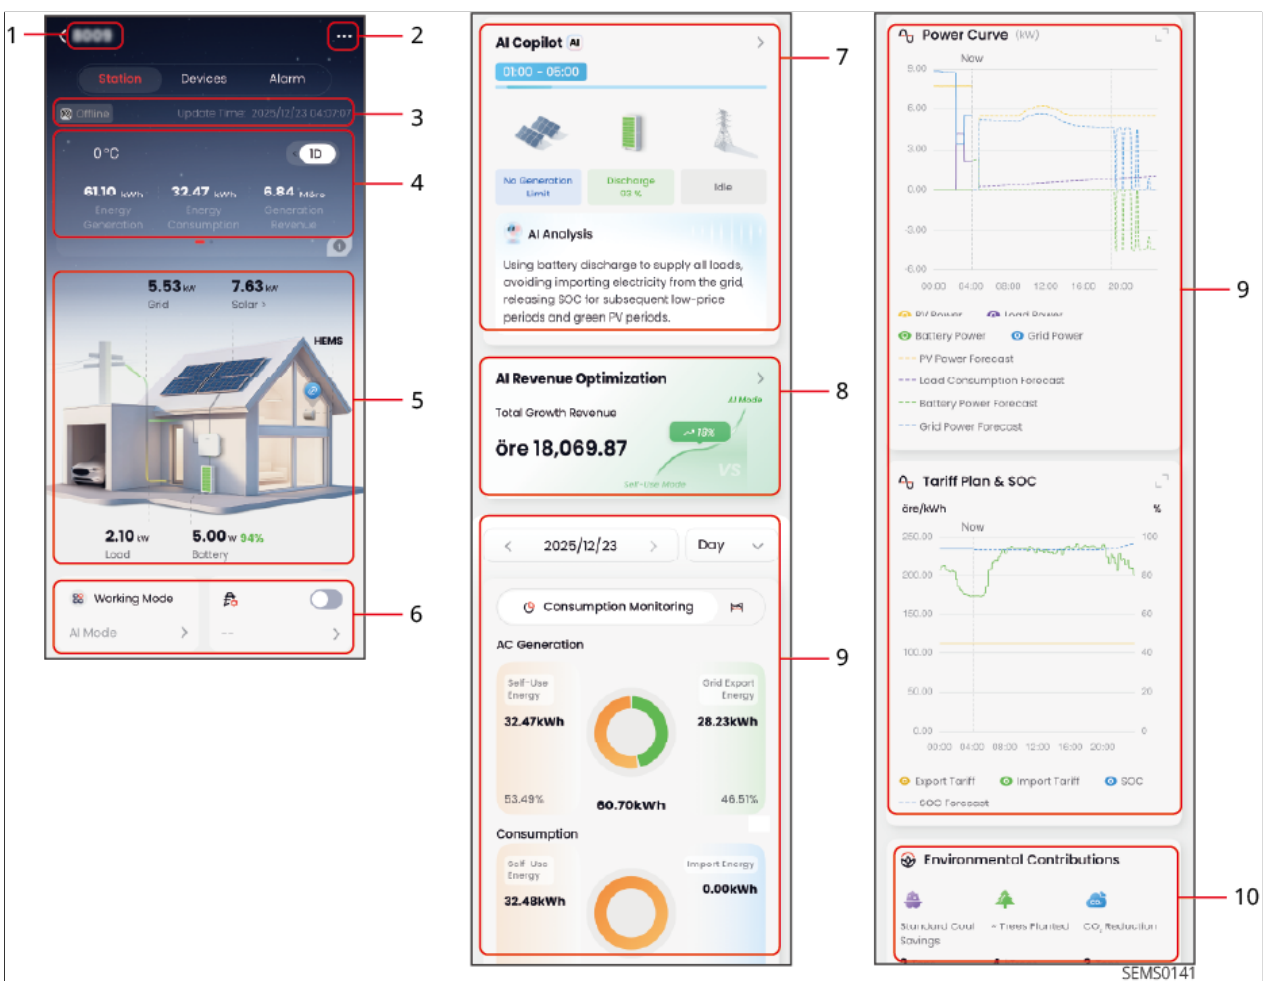 1
8009
...
2
Station Devices Alarm
Offline Update Time: 2025/12/23 04:07:07
3
0°C
1D
4
61.10 kWh 32.47 kWh 6.84 Möre
Energy Generation
Energy Consumption
Generation Revenue
5.53 kW 7.63 kW
Grid Solar >
HEMS
5
2.10 kW 5.00 W 94%
Load Battery
Working Mode
AI Mode >
-- >
6
AI Copilot AI >
7
01:00 - 05:00
No Generation Limit
Discharge 93 %
Idle
AI Analysis
Using battery discharge to supply all loads,
avoiding importing electricity from the grid,
releasing SOC for subsequent low-price
periods and green PV periods.
AI Revenue Optimization >
8
AI Mode
Total Growth Revenue
18%
öre 18,069.87
VS
Self-Use Mode
< 2025/12/23 > Day
Consumption Monitoring
AC Generation
9
Self-Use Energy
Grid Export Energy
32.47kWh 28.23kWh
53.49% 60.70kWh 46.51%
Consumption
Self-Use Energy
Import Energy
32.48kWh 0.00kWh
Power Curve (kW)
Now
9.00
6.00
3.00
0.00
-3.00
-6.00
00:00 04:00 08:00 12:00 16:00 20:00
9
PV Power Load Power
Battery Power Grid Power
PV Power Forecast
Load Consumption Forecast
Battery Power Forecast
Grid Power Forecast
Tariff Plan & SOC
öre/kWh %
Now
250.00 100
200.00 80
150.00 60
100.00 40
50.00 20
0.00 0
00:00 04:00 08:00 12:00 16:00 20:00
Export Tariff Import Tariff SOC
SOC Forecast
Environmental Contributions
10
CO₂
Standard Coal Savings
≈ Trees Planted
CO₂ Reduction
SEMS0141